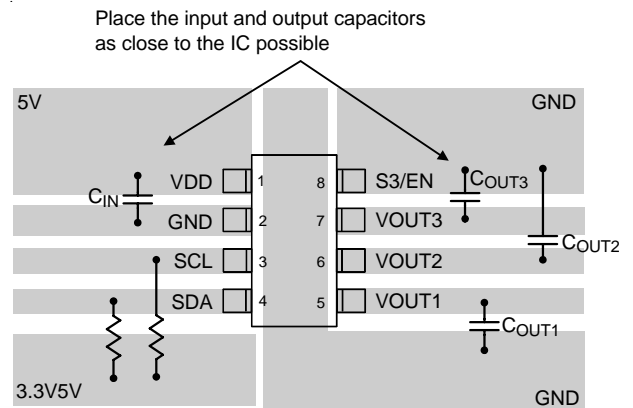 Place the input and output capacitors
as close to the IC possible
5V
GND
VDD 1 8 S3/EN
CIN
COUT3
GND 2 7 VOUT3
SCL 3 6 VOUT2
COUT2
SDA 4 5 VOUT1
COUT1
3.3V5V
GND